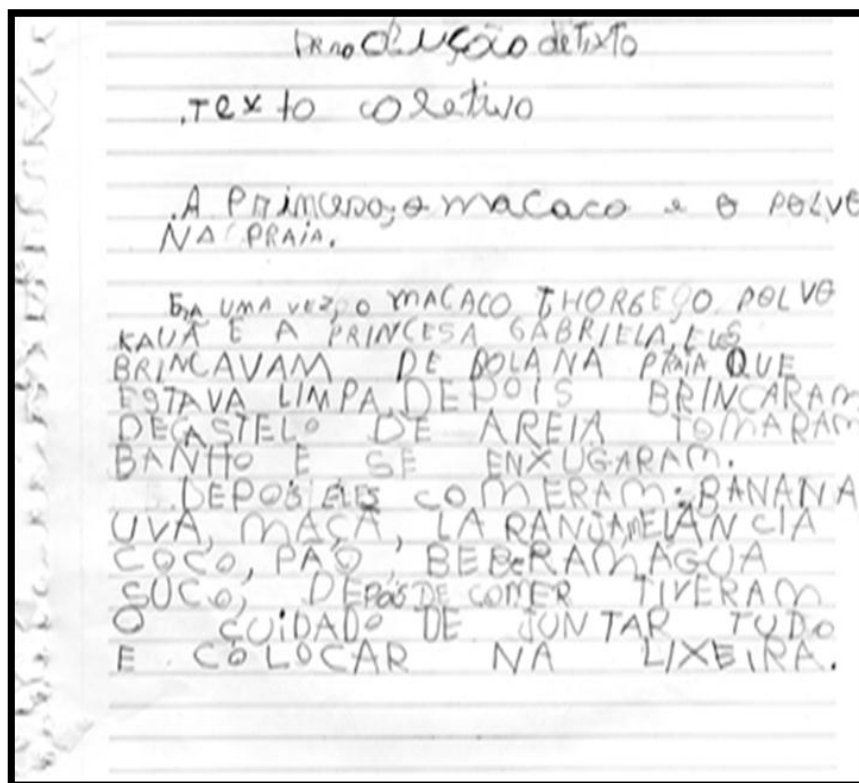 Produção de Texto
.Texto coletivo
.A Princesa, o macaco e o POLVO
NA PRAIA.
ERA UMA VEZ, O MACACO THORGE, O POLVO
KAUÃ E A PRINCESA GABRIELA, ELES
BRINCAVAM DE BOLA NA PRAIA QUE
ESTAVA LIMPA, DEPOIS BRINCARAM
DE CASTELO DE AREIA TOMARAM
BANHO E SE ENXUGARAM.
DEPOIS ELES COMERAM: BANANA
UVA, MAÇÃ, LARANJA, MELÂNCIA
COCO, PÃO, BEBERAM ÁGUA
SUCO, DEPOIS DE COMER TIVERAM
O CUIDADO DE JUNTAR TUDO
E COLOCAR NA LIXEIRA.